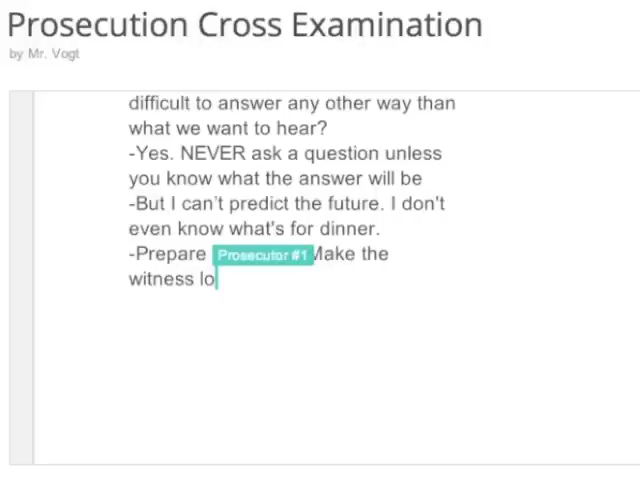 Prosecution Cross Examination
by Mr. Vogt
difficult to answer any other way than
what we want to hear?
-Yes. NEVER ask a question unless
you know what the answer will be
-But I can’t predict the future. I don't
even know what's for dinner.
-Prepare Prosecutor #1 Make the
witness lo